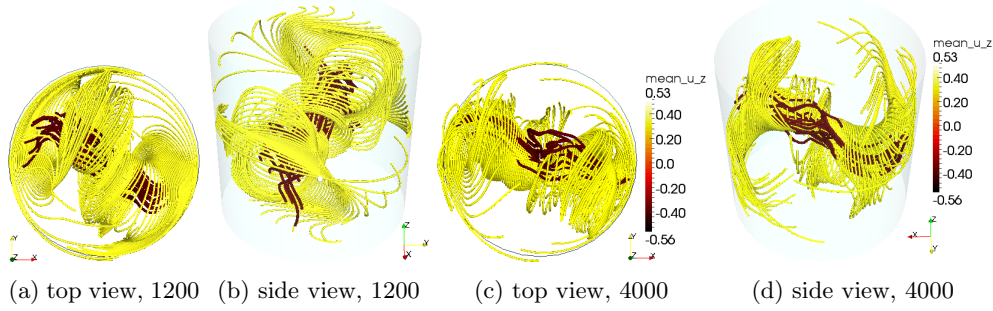 mean_u_z
0.53
0.40
0.20
0.0
-0.20
-0.40
-0.56
Y
Z
X
Z
Y
X
Y
Z
X
mean_u_z
0.53
0.40
0.20
0.0
-0.20
-0.40
-0.56
Z
X
Y
(a) top view, 1200
(b) side view, 1200
(c) top view, 4000
(d) side view, 4000